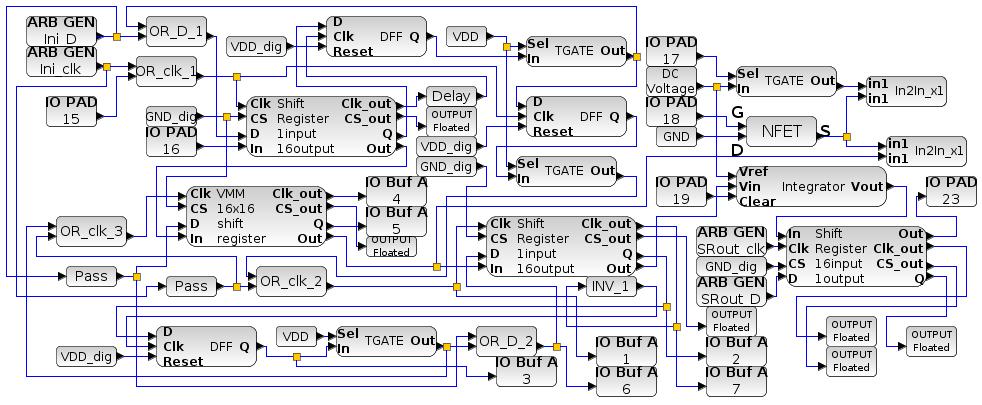 ARB GEN
Ini D
ARB GEN
Ini clk
OR_D_1
OR_clk_1
IO PAD
15
VDD_dig
D
Clk
Reset
DFF Q
VDD
Sel
In
TGATE Out
IO PAD
17
DC
Voltage
IO PAD
18
GND
Sel
In
TGATE Out
in1
in1
In2In_x1
G
NFET
S
D
in1
in1
In2In_x1
GND_dig
IO PAD
16
Clk Shift Clk_out
CS Register CS_out
D 1input Q
In 16output Out
Delay
OUTPUT
Floated
VDD_dig
GND_dig
D
Clk
Reset
DFF Q
Sel
In
TGATE Out
IO PAD
19
Vref
Vin
Clear
Integrator Vout
IO PAD
23
OR_clk_3
Clk VMM Clk_out
CS 16x16 CS_out
D shift Q
In register Out
IO Buf A
4
IO Buf A
5
OUTPUT
Floated
Clk Shift Clk_out
CS Register CS_out
D 1input Q
In 16output Out
ARB GEN
SRout clk
GND_dig
ARB GEN
SRout D
In Shift Out
Clk Register Clk_out
CS 16input CS_out
D 1output Q
Pass
Pass
OR_clk_2
INV_1
OUTPUT
Floated
OUTPUT
Floated
OUTPUT
Floated
OUTPUT
Floated
VDD_dig
D
Clk
Reset
DFF Q
VDD
Sel
In
TGATE Out
OR_D_2
IO Buf A
3
IO Buf A
1
IO Buf A
6
IO Buf A
2
IO Buf A
7